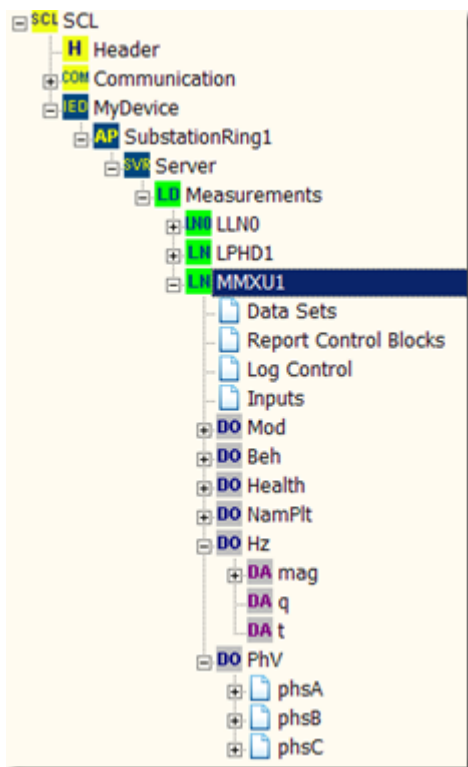 SCL SCL
H Header
COM Communication
IED MyDevice
AP SubstationRing1
SVR Server
LD Measurements
LN0 LLN0
LN LPHD1
LN MMXU1
Data Sets
Report Control Blocks
Log Control
Inputs
DO Mod
DO Beh
DO Health
DO NamPlt
DO Hz
DA mag
DA q
DA t
DO PhV
phsA
phsB
phsC